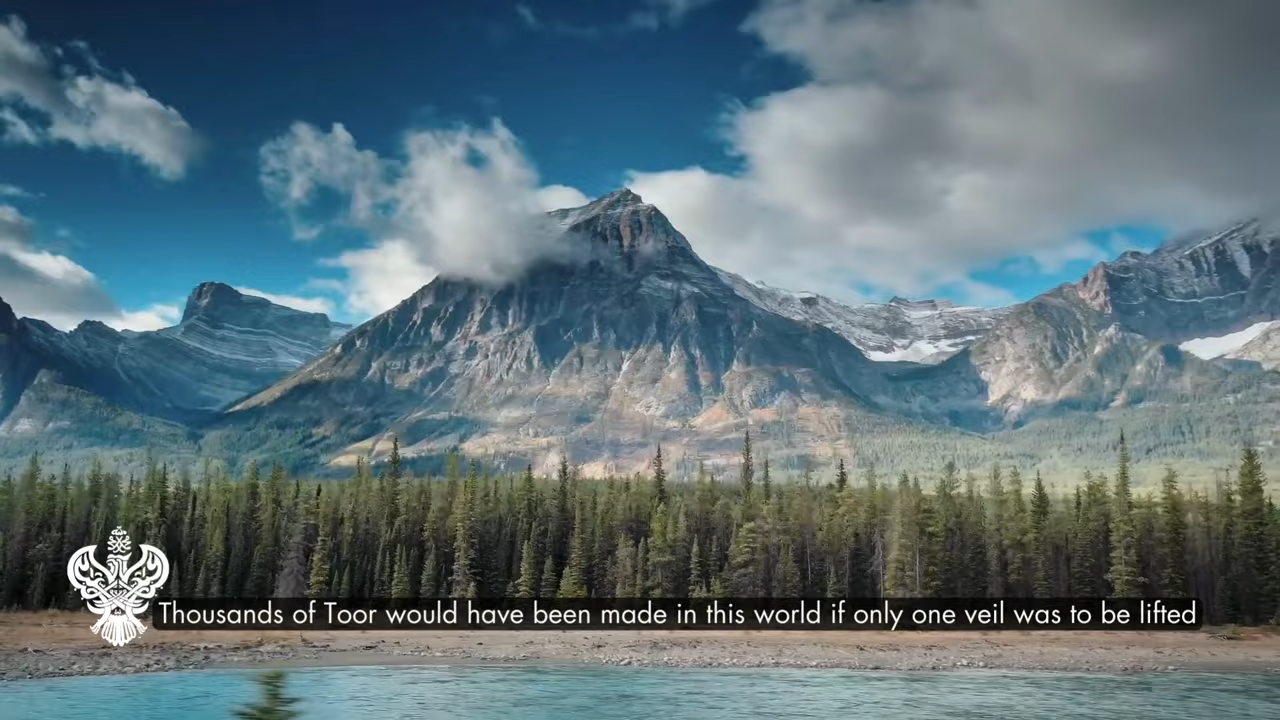 Thousands of Toor would have been made in this world if only one veil was to be lifted